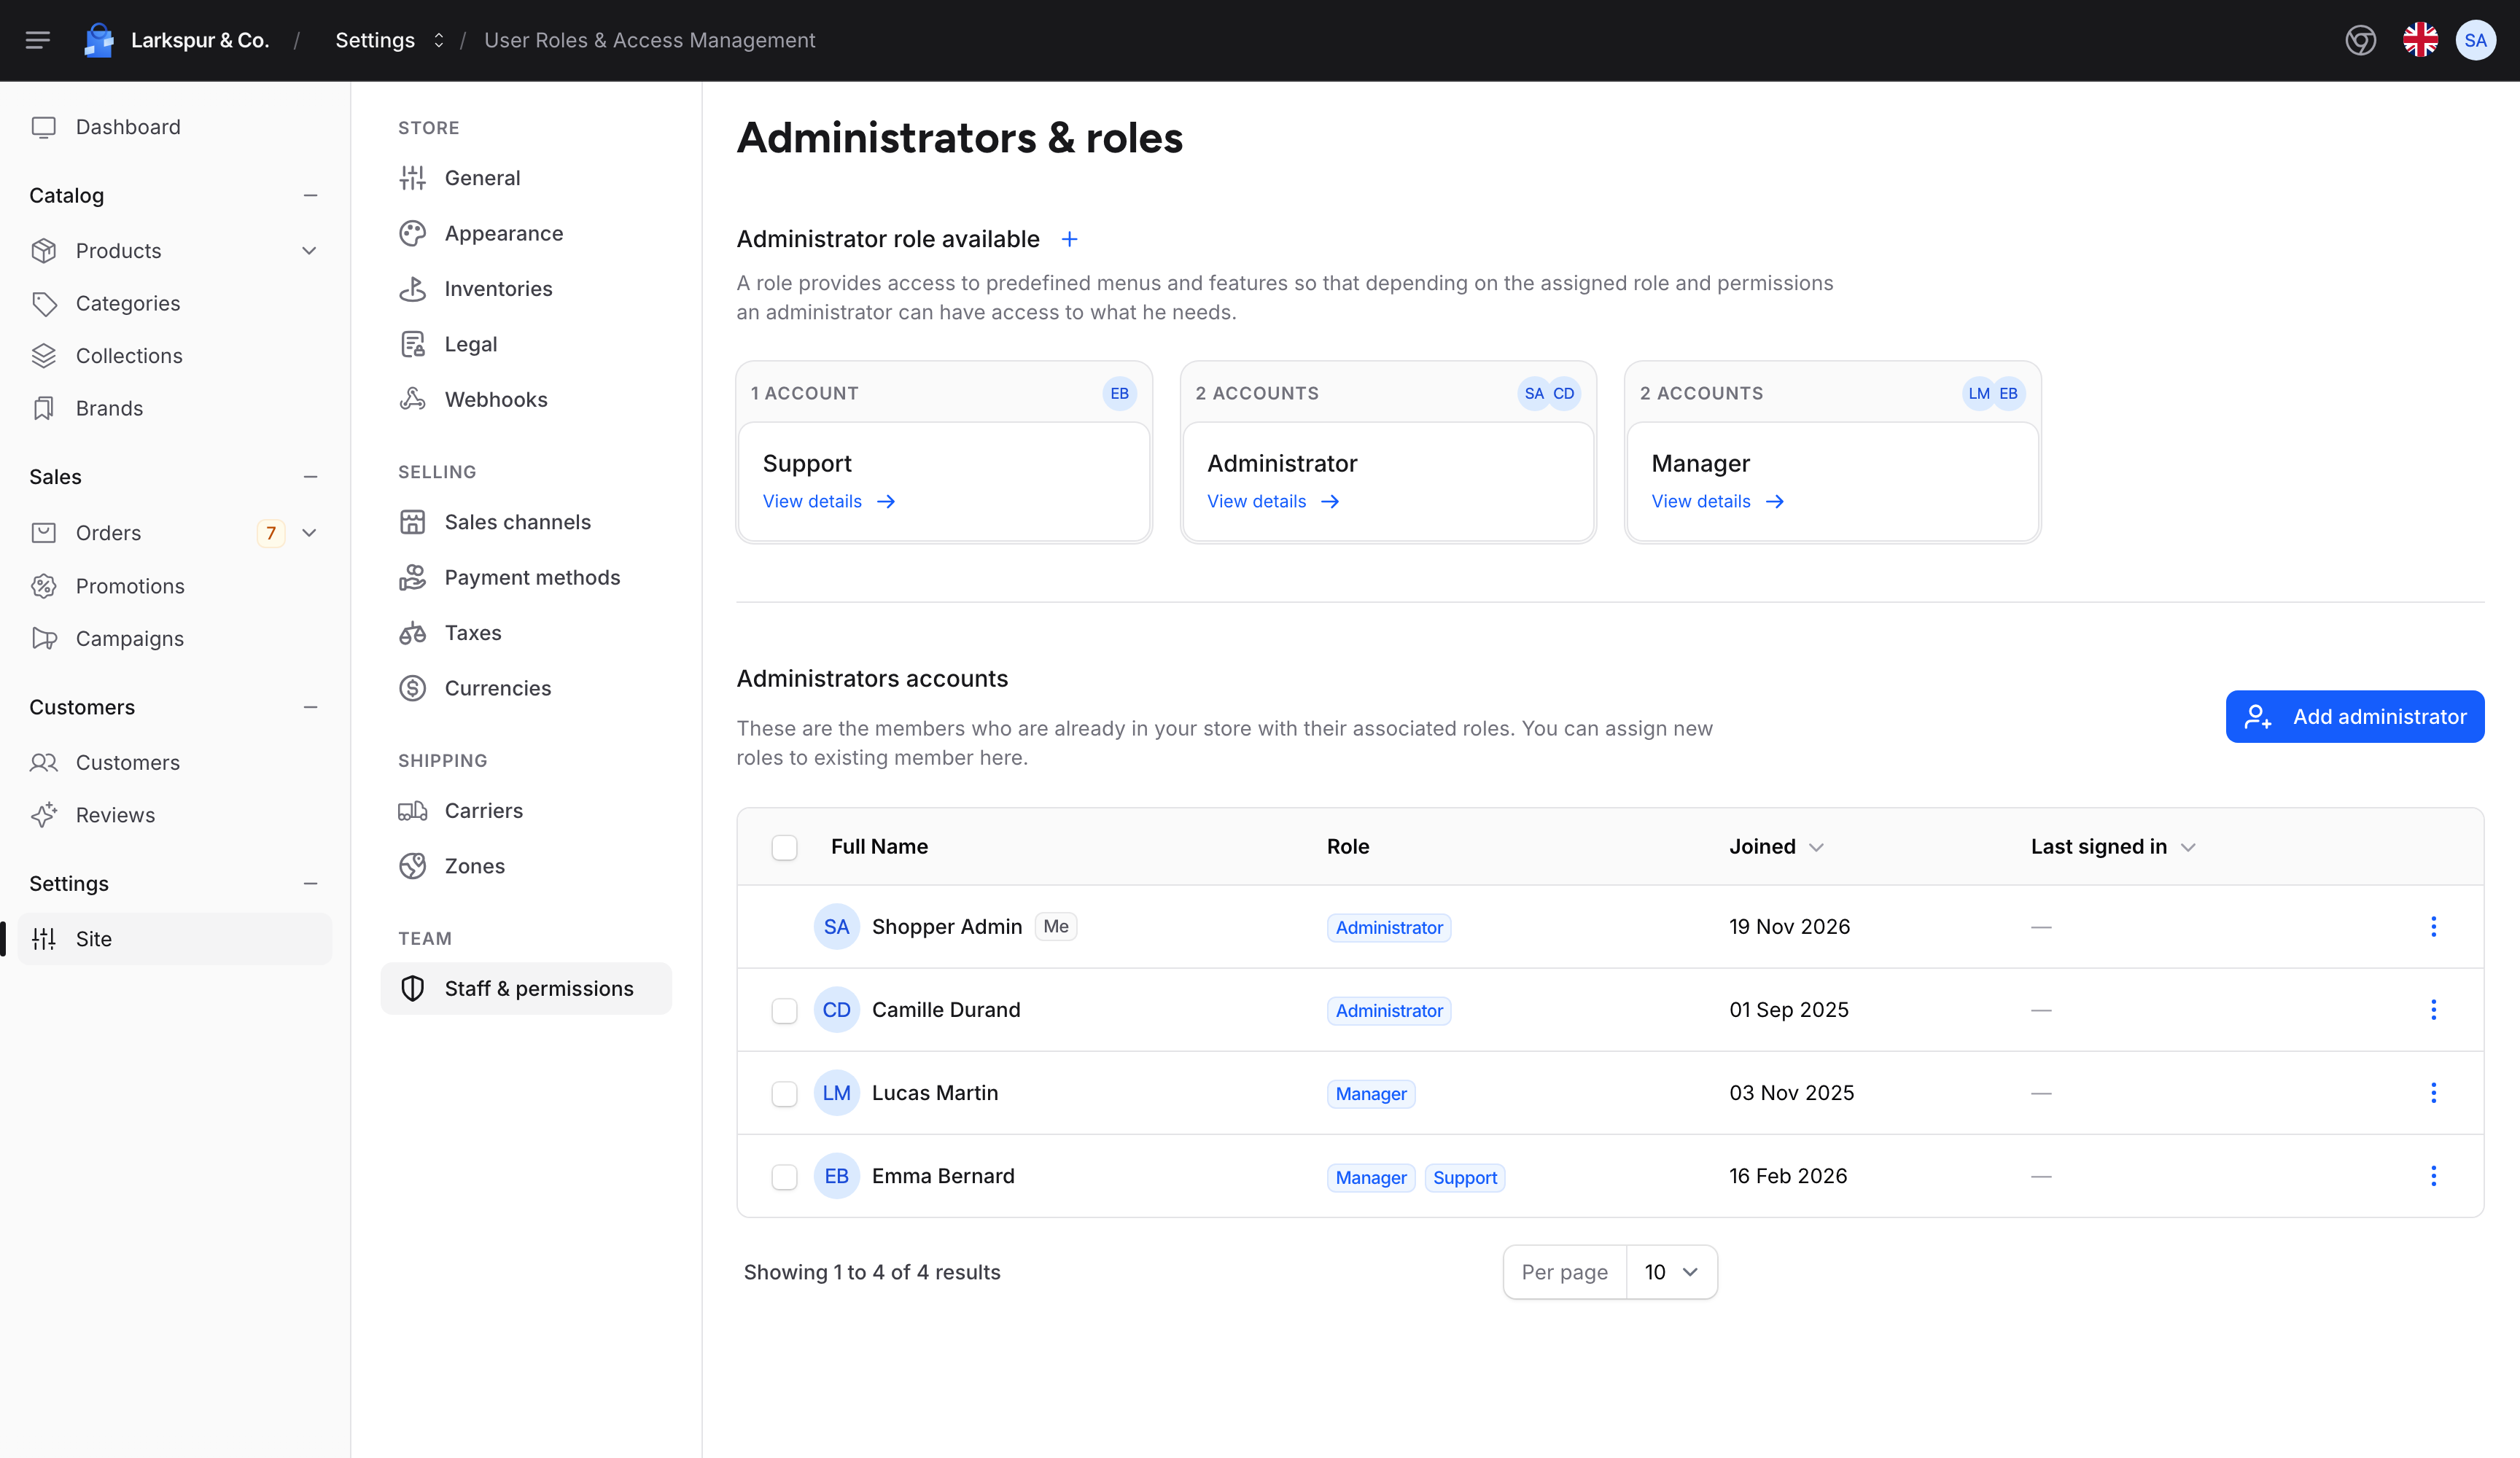 Larkspur & Co. / Settings / User Roles & Access Management
SA
Dashboard
Catalog
Products
Categories
Collections
Brands
Sales
Orders 7
Promotions
Campaigns
Customers
Customers
Reviews
Settings
Site
STORE
General
Appearance
Inventories
Legal
Webhooks
SELLING
Sales channels
Payment methods
Taxes
Currencies
SHIPPING
Carriers
Zones
TEAM
Staff & permissions
Administrators & roles
Administrator role available +
A role provides access to predefined menus and features so that depending on the assigned role and permissions
an administrator can have access to what he needs.
1 ACCOUNT EB
Support
View details →
2 ACCOUNTS SA CD
Administrator
View details →
2 ACCOUNTS LM EB
Manager
View details →
Administrators accounts
These are the members who are already in your store with their associated roles. You can assign new
roles to existing member here.
Add administrator
Full Name Role Joined Last signed in
SA Shopper Admin Me Administrator 19 Nov 2026 —
CD Camille Durand Administrator 01 Sep 2025 —
LM Lucas Martin Manager 03 Nov 2025 —
EB Emma Bernard Manager Support 16 Feb 2026 —
Showing 1 to 4 of 4 results
Per page 10